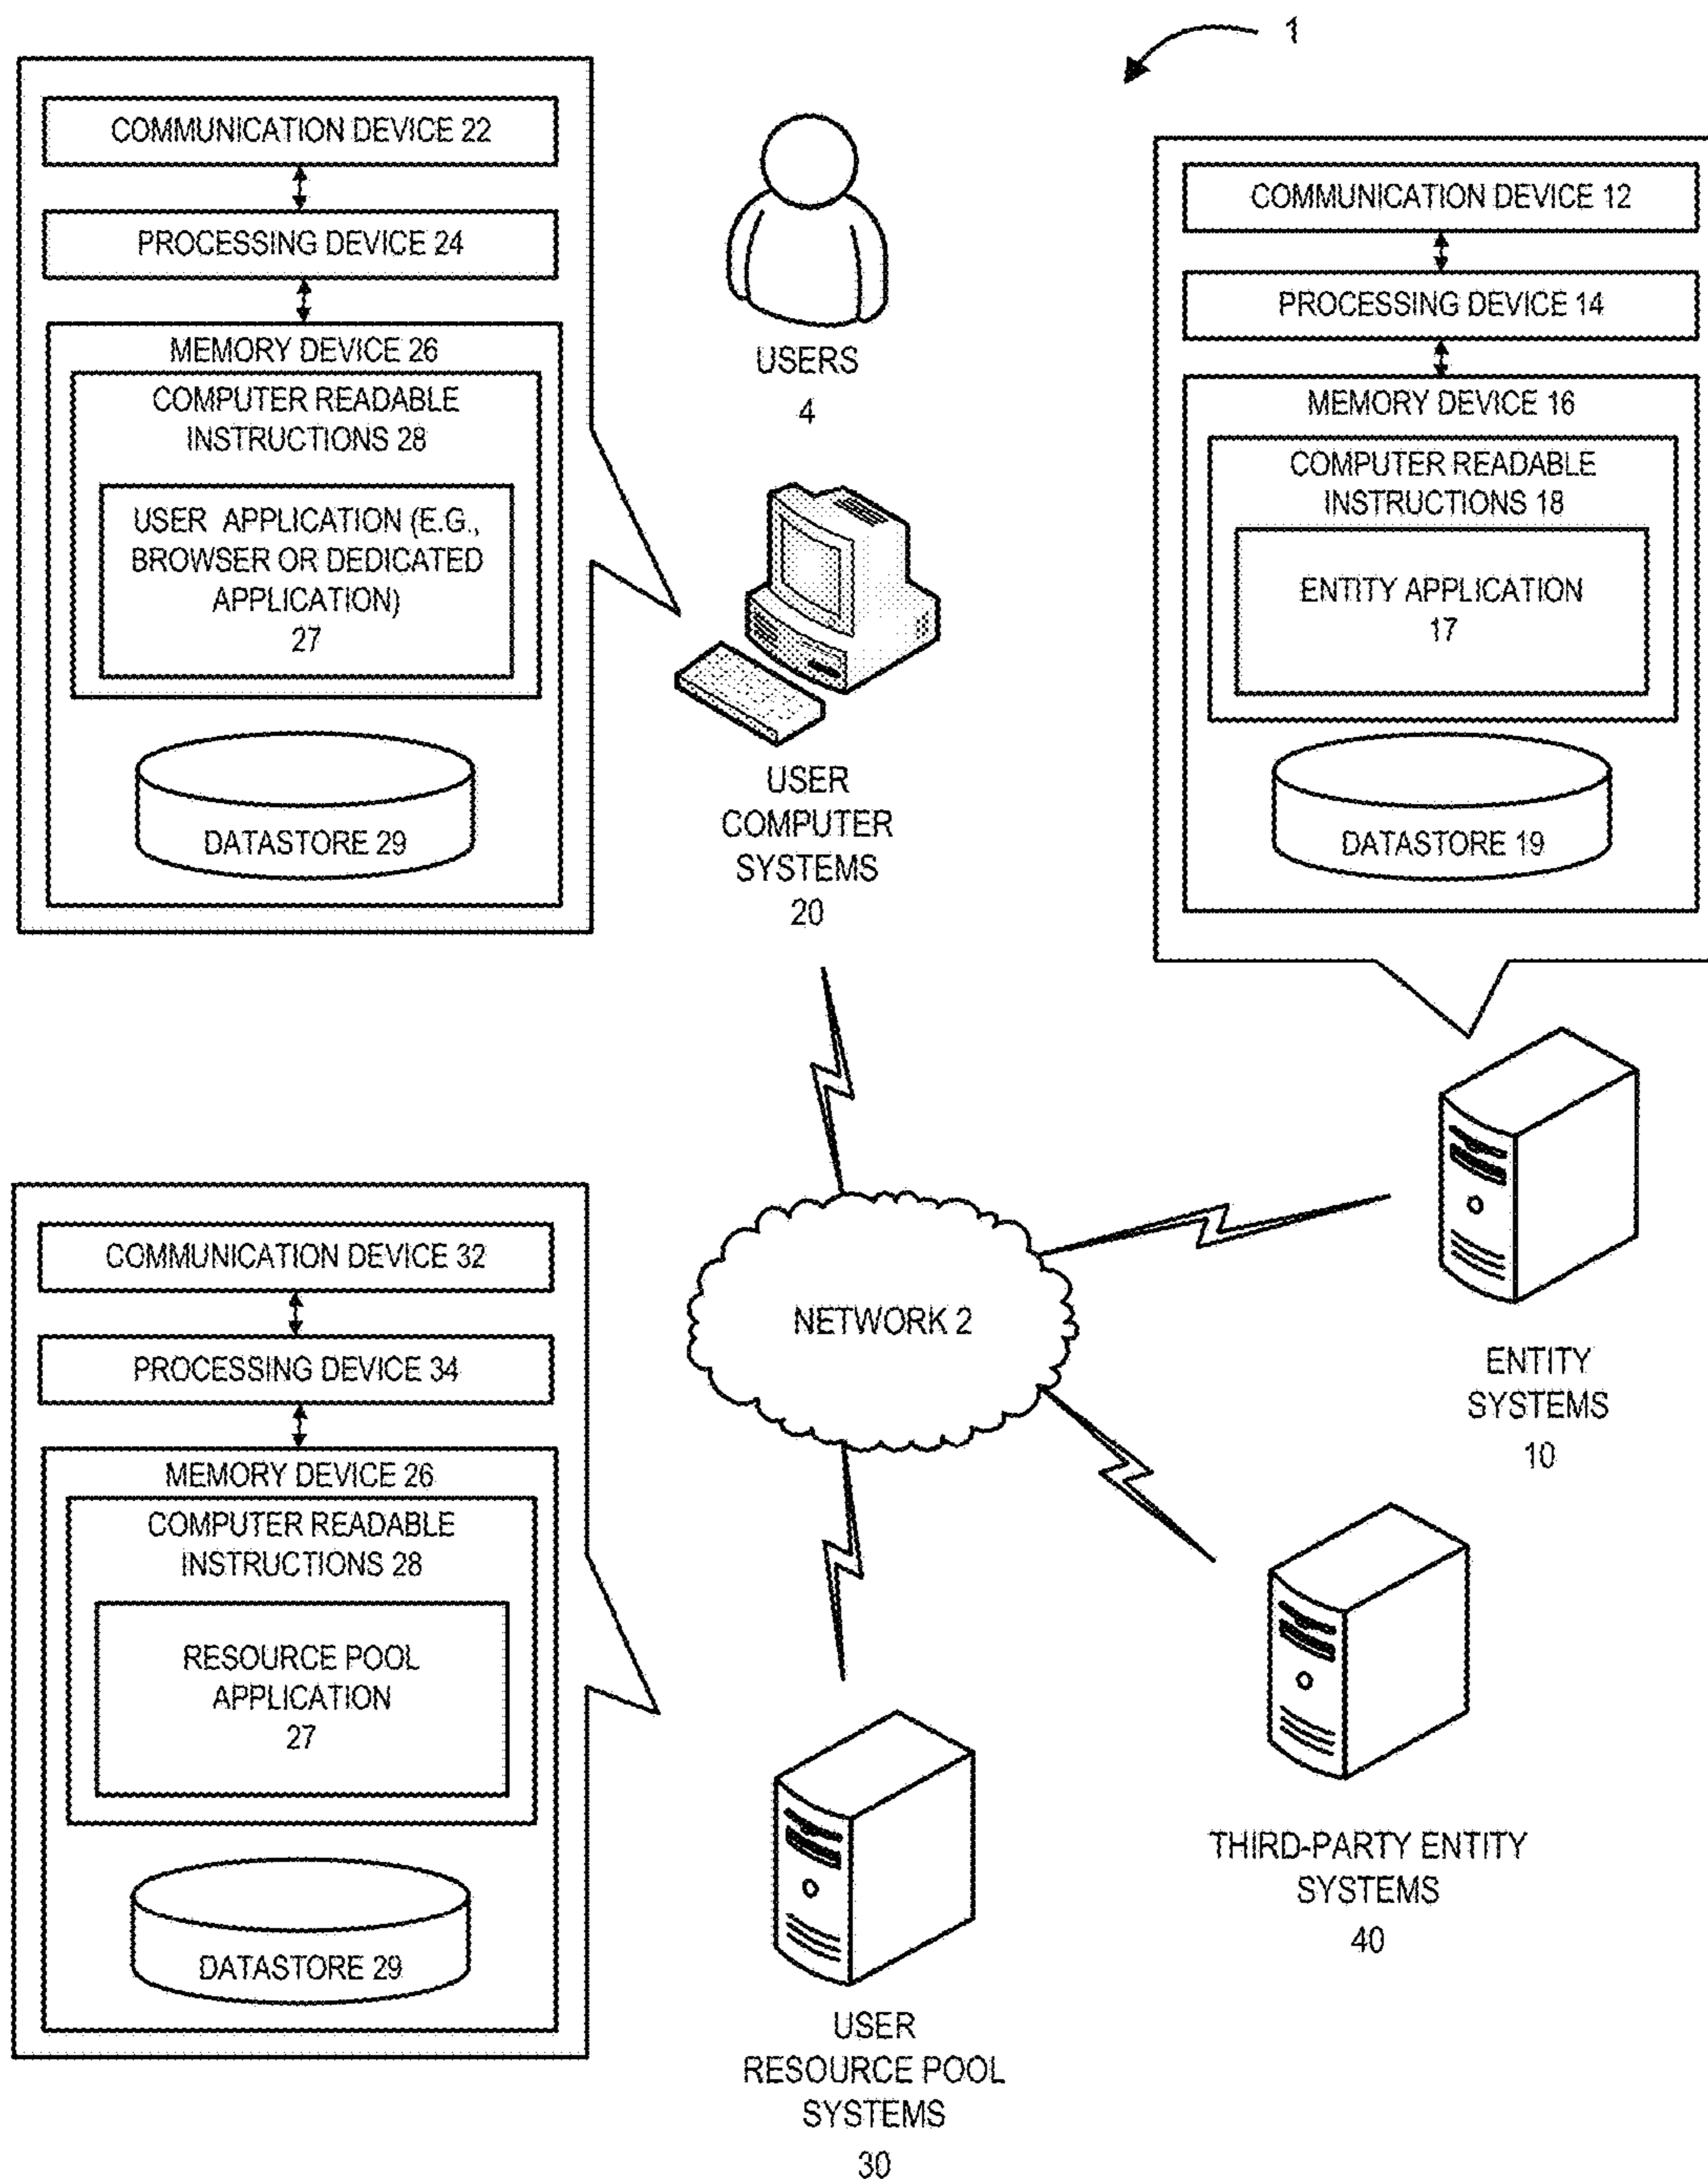 1
COMMUNICATION DEVICE 22
PROCESSING DEVICE 24
MEMORY DEVICE 26
COMPUTER READABLE
INSTRUCTIONS 28
USER APPLICATION (E.G.,
BROWSER OR DEDICATED
APPLICATION)
27
DATASTORE 29
USERS
4
USER
COMPUTER
SYSTEMS
20
COMMUNICATION DEVICE 12
PROCESSING DEVICE 14
MEMORY DEVICE 16
COMPUTER READABLE
INSTRUCTIONS 18
ENTITY APPLICATION
17
DATASTORE 19
ENTITY
SYSTEMS
10
NETWORK 2
COMMUNICATION DEVICE 32
PROCESSING DEVICE 34
MEMORY DEVICE 26
COMPUTER READABLE
INSTRUCTIONS 28
RESOURCE POOL
APPLICATION
27
DATASTORE 29
USER
RESOURCE POOL
SYSTEMS
30
THIRD-PARTY ENTITY
SYSTEMS
40